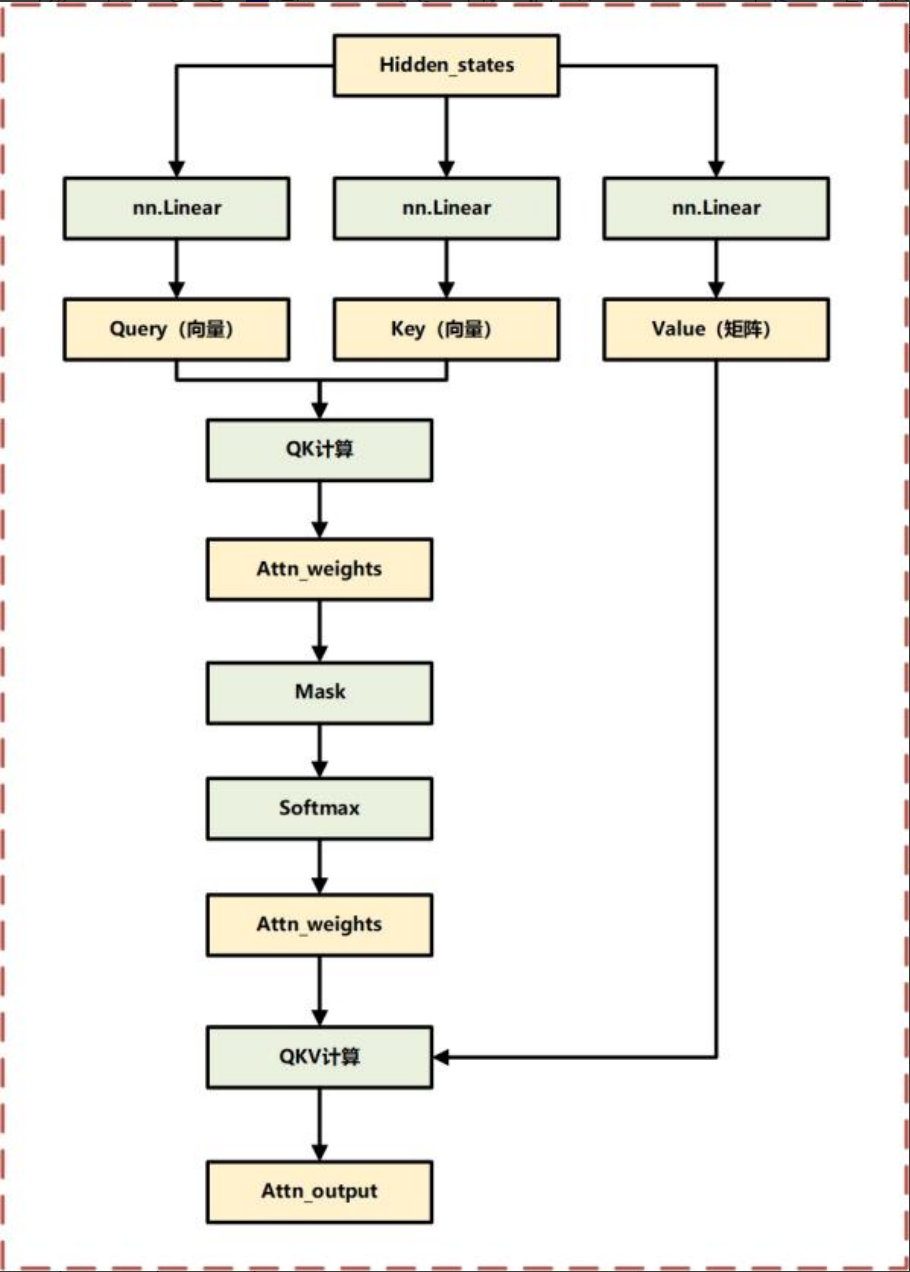 Hidden_states
nn.Linear
nn.Linear
nn.Linear
Query（向量）
Key（向量）
Value（矩阵）
QK计算
Attn_weights
Mask
Softmax
Attn_weights
QKV计算
Attn_output